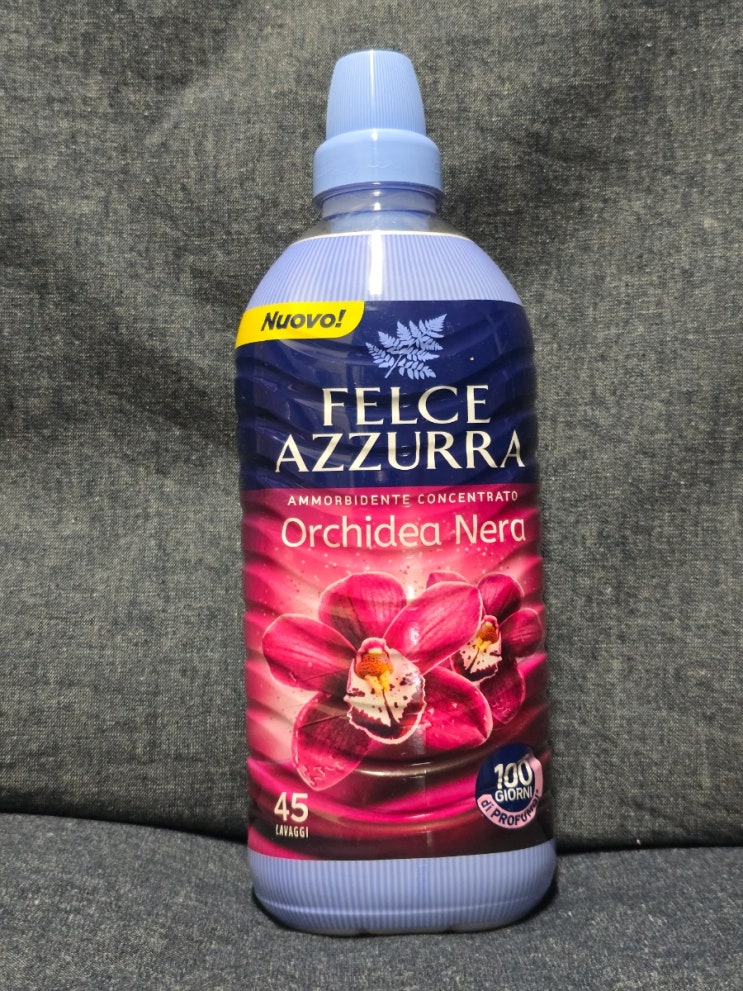 Nuovo!
FELCE
AZZURRA
AMMORBIDENTE CONCENTRATO
Orchidea Nera
100
GIORNI
di PROFUMO*
45
LAVAGGI